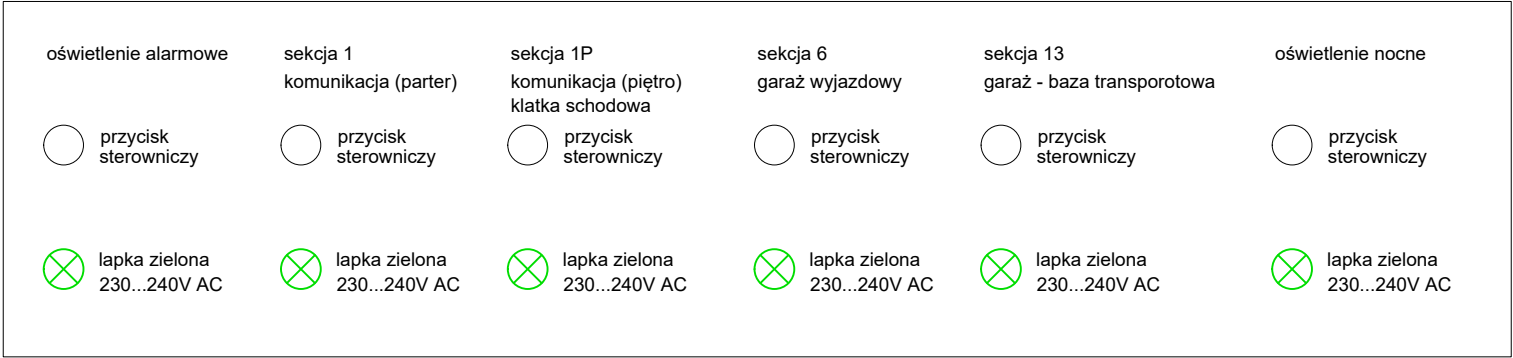 oświetlenie alarmowe
sekcja 1
komunikacja (parter)
sekcja 1P
komunikacja (piętro)
klatka schodowa
sekcja 6
garaż wyjazdowy
sekcja 13
garaż - baza transporotowa
oświetlenie nocne
przycisk
sterowniczy
przycisk
sterowniczy
przycisk
sterowniczy
przycisk
sterowniczy
przycisk
sterowniczy
przycisk
sterowniczy
lapka zielona
230...240V AC
lapka zielona
230...240V AC
lapka zielona
230...240V AC
lapka zielona
230...240V AC
lapka zielona
230...240V AC
lapka zielona
230...240V AC